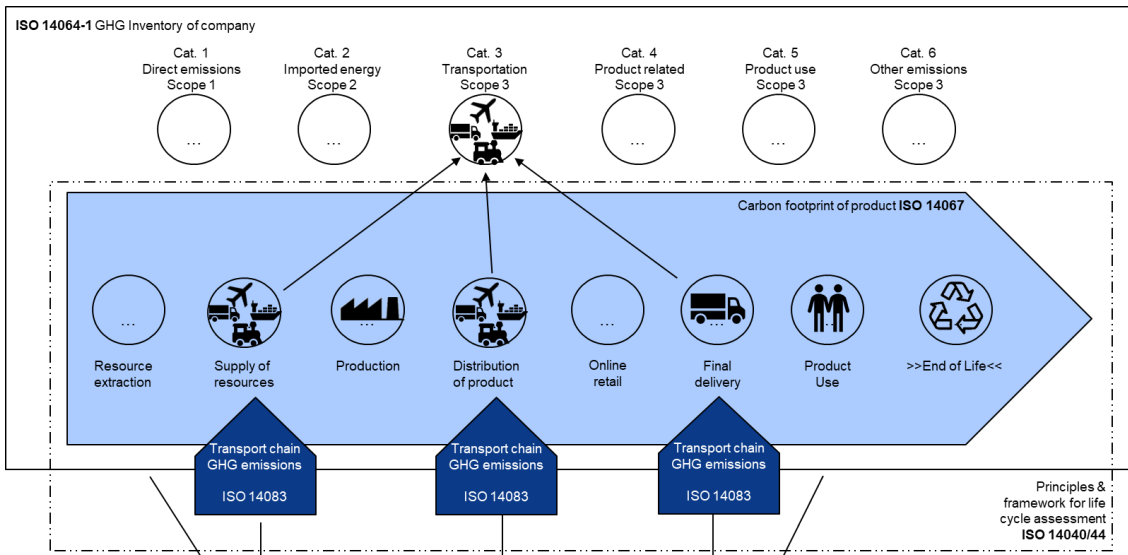 ISO 14064-1 GHG Inventory of company
Cat. 1
Direct emissions
Scope 1
...
Cat. 2
Imported energy
Scope 2
...
Cat. 3
Transportation
Scope 3
Cat. 4
Product related
Scope 3
...
Cat. 5
Product use
Scope 3
...
Cat. 6
Other emissions
Scope 3
...
Carbon footprint of product ISO 14067
...
Resource
extraction
...
Supply of
resources
...
Production
...
Distribution
of product
...
Online
retail
...
Final
delivery
...
Product
Use
...
>>End of Life<<
Transport chain
GHG emissions
ISO 14083
Transport chain
GHG emissions
ISO 14083
Transport chain
GHG emissions
ISO 14083
Principles &
framework for life
cycle assessment
ISO 14040/44